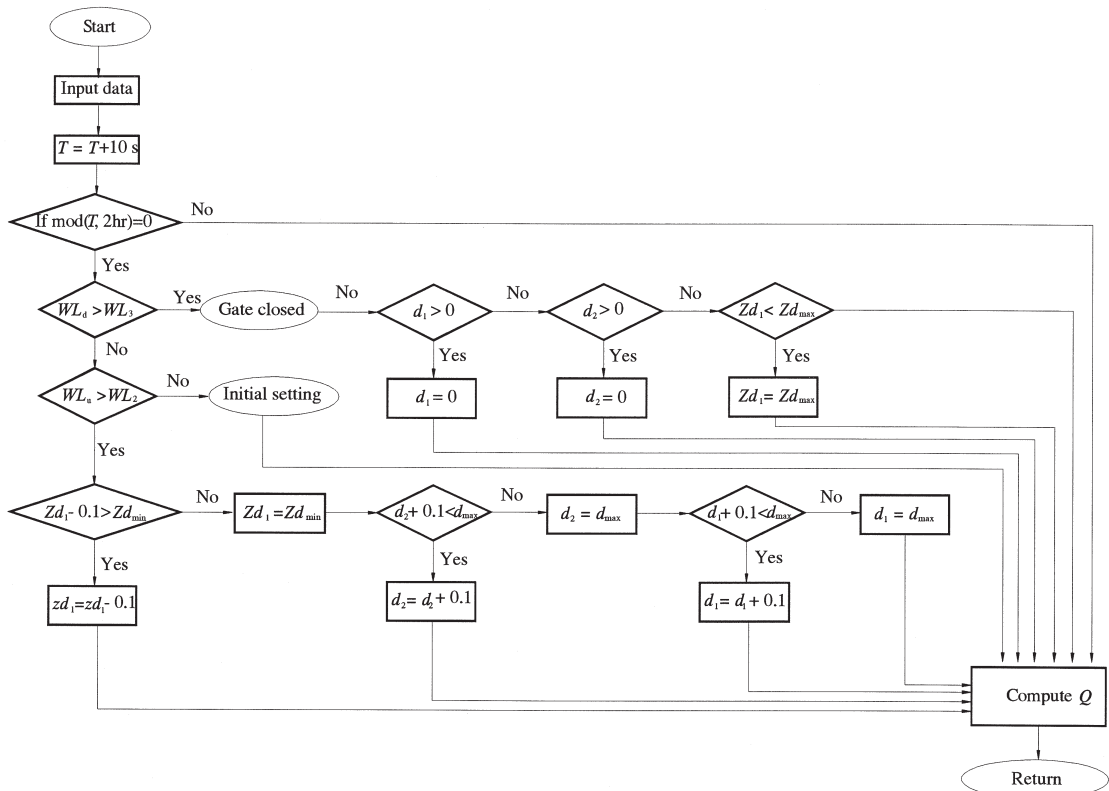 Start
Input data
T = T+10 s
If mod(T, 2hr)=0
No
Yes
WLd >WL3
Yes
Gate closed
No
d1 > 0
No
d2 > 0
No
Zd1< Zdmax
No
Yes
Yes
Yes
d1 = 0
d2 = 0
Zd1= Zdmax
WLu >WL2
No
Initial setting
Yes
Zd1- 0.1>Zdmin
No
Zd1 =Zdmin
d2+ 0.1<dmax
No
d2 = dmax
d1+ 0.1<dmax
No
d1 = dmax
Yes
Yes
Yes
zd1=zd1- 0.1
d2= d2+ 0.1
d1= d1+ 0.1
Compute Q
Return